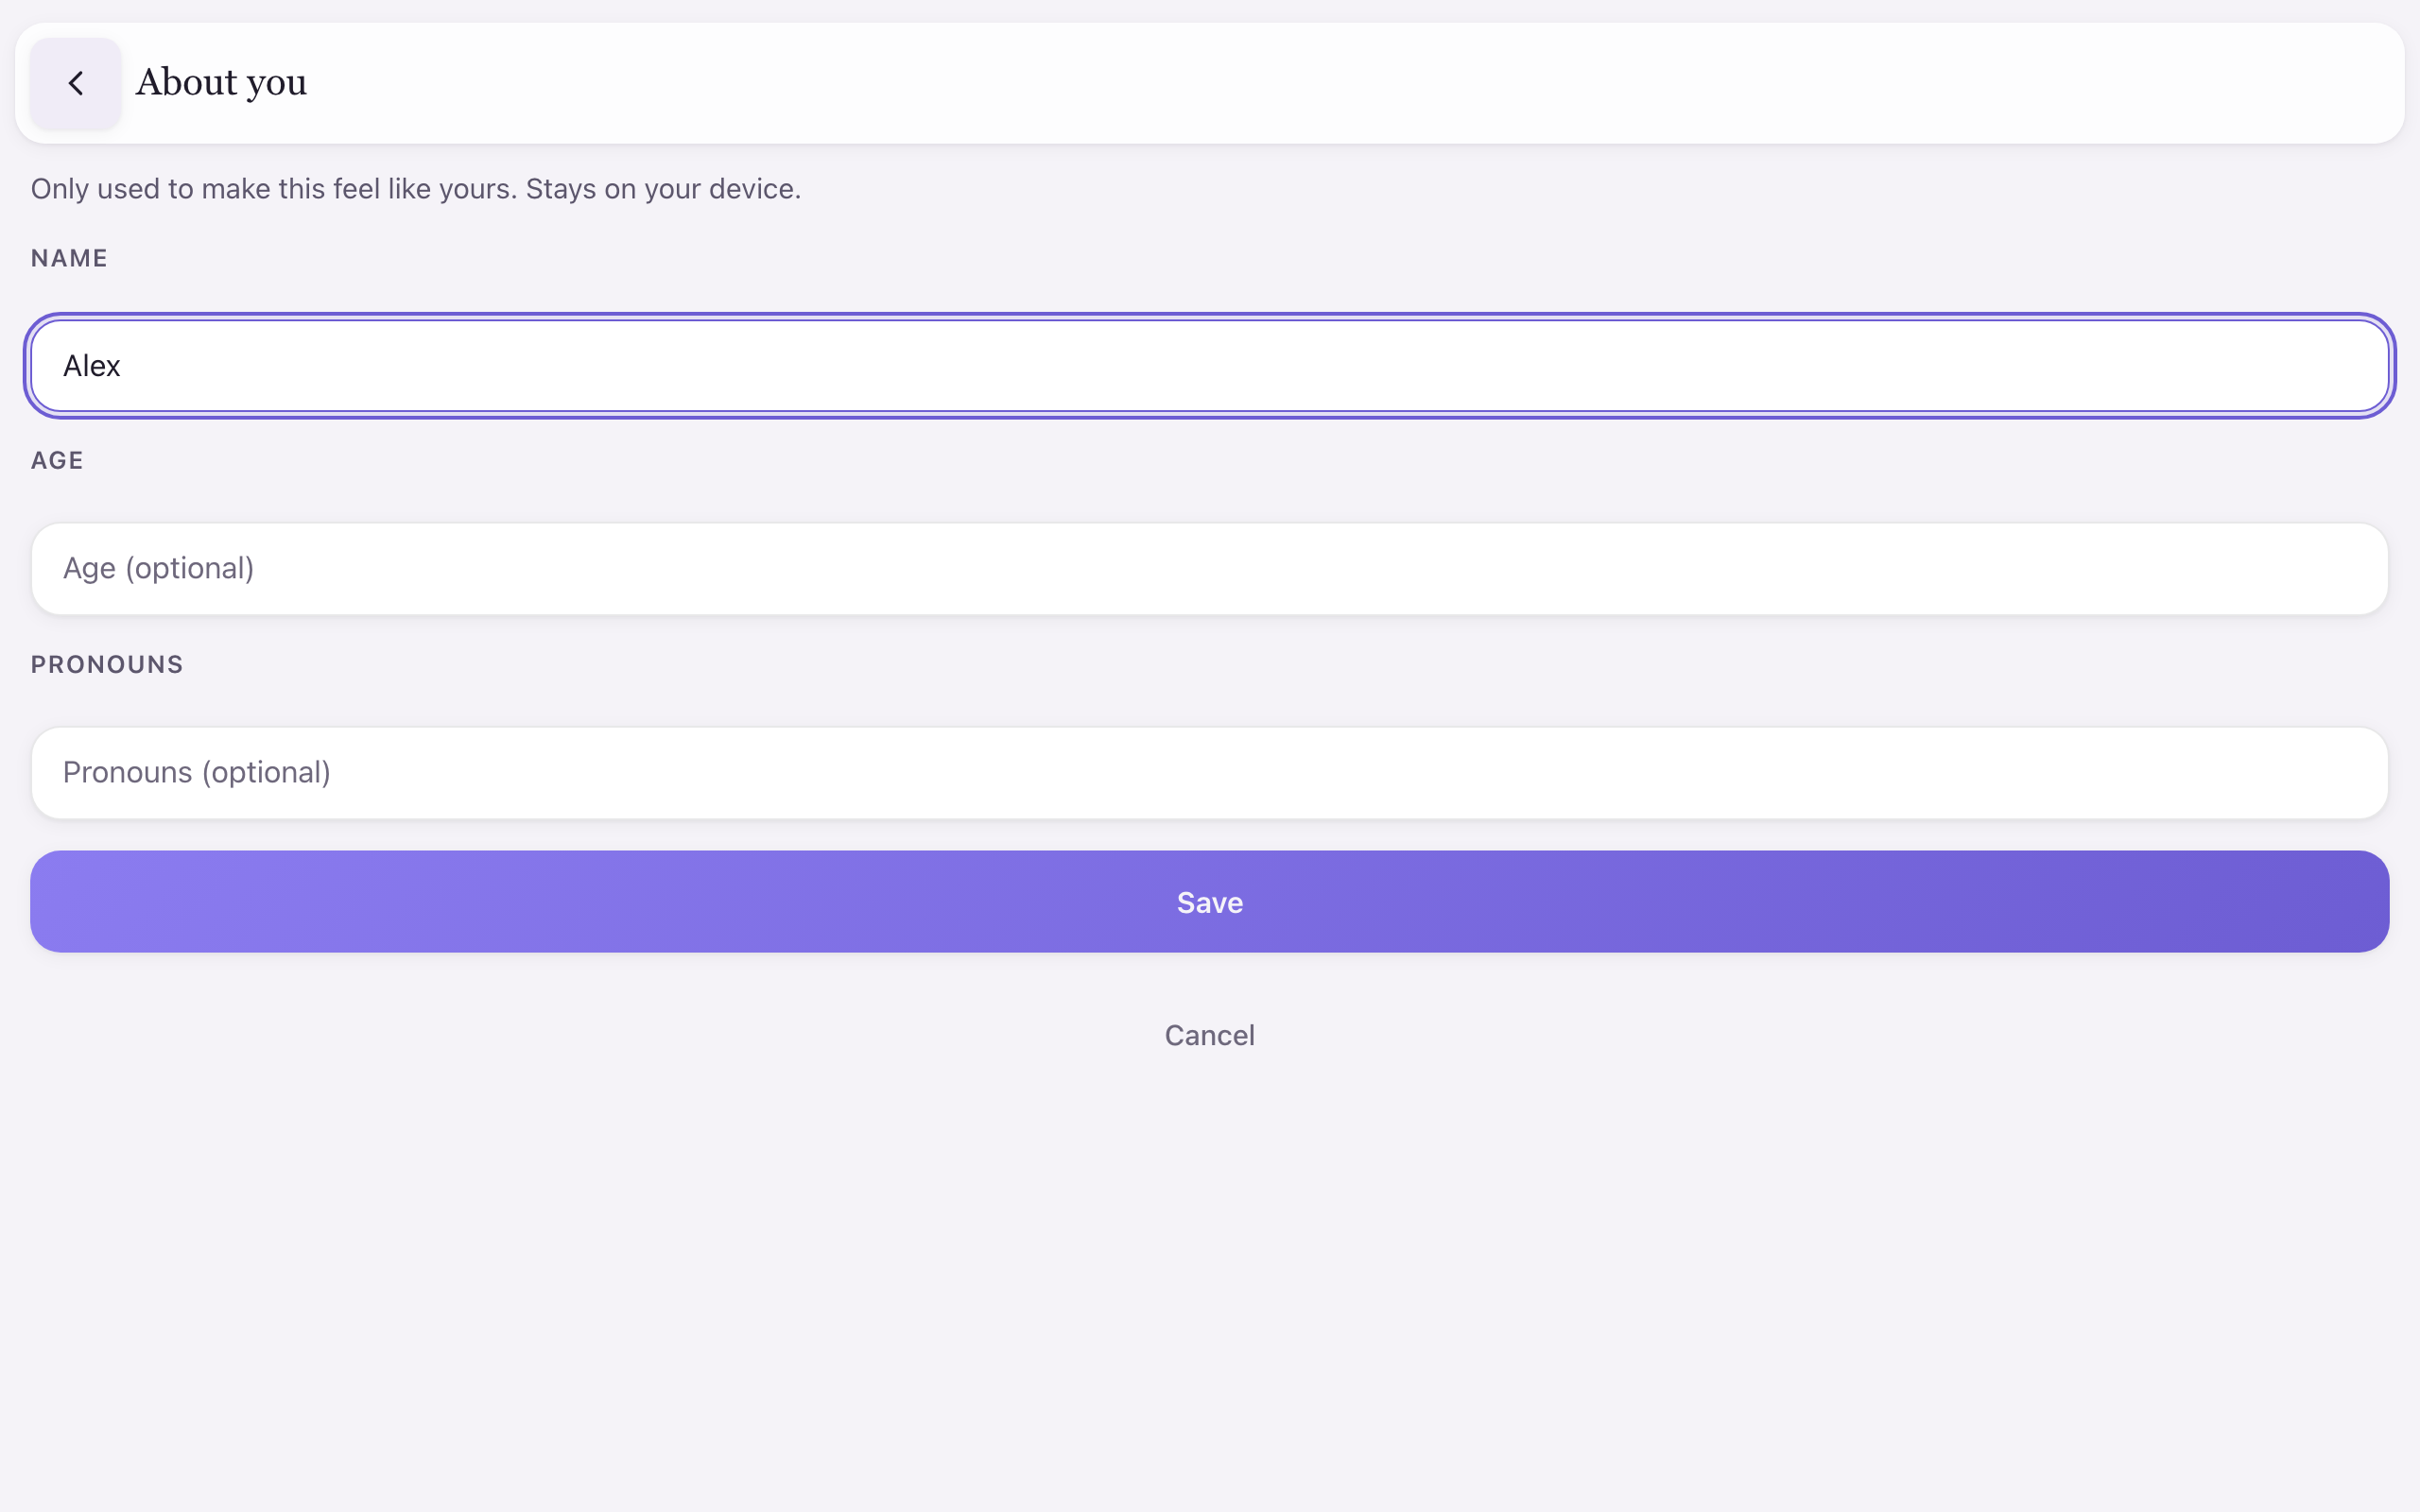 About you
Only used to make this feel like yours. Stays on your device.
NAME
Alex
AGE
Age (optional)
PRONOUNS
Pronouns (optional)
Save
Cancel